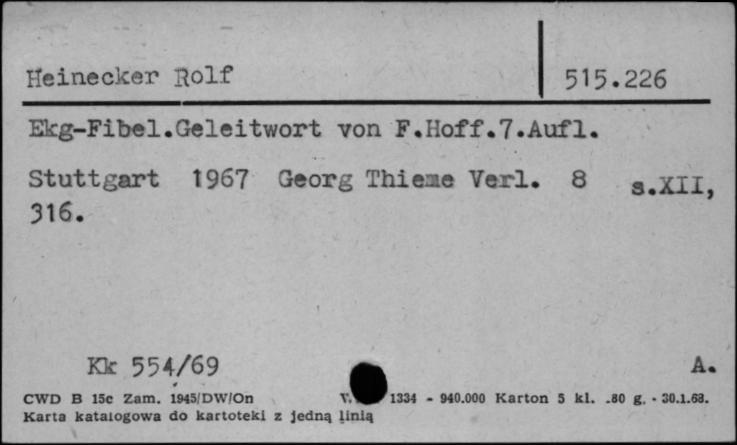 Heinecker Rolf 515.226
Ekg-Fibel.Geleitwort von F.Hoff.7.Aufl.
Stuttgart 1967 Georg Thieme Verl. 8 s.XII,
316.
Kk 554/69 A.
CWD B 15c Zam. 1945/DW/On V. 1334 - 940.000 Karton 5 kl. .80 g. - 30.1.68.
Karta katalogowa do kartoteki z jedną linią